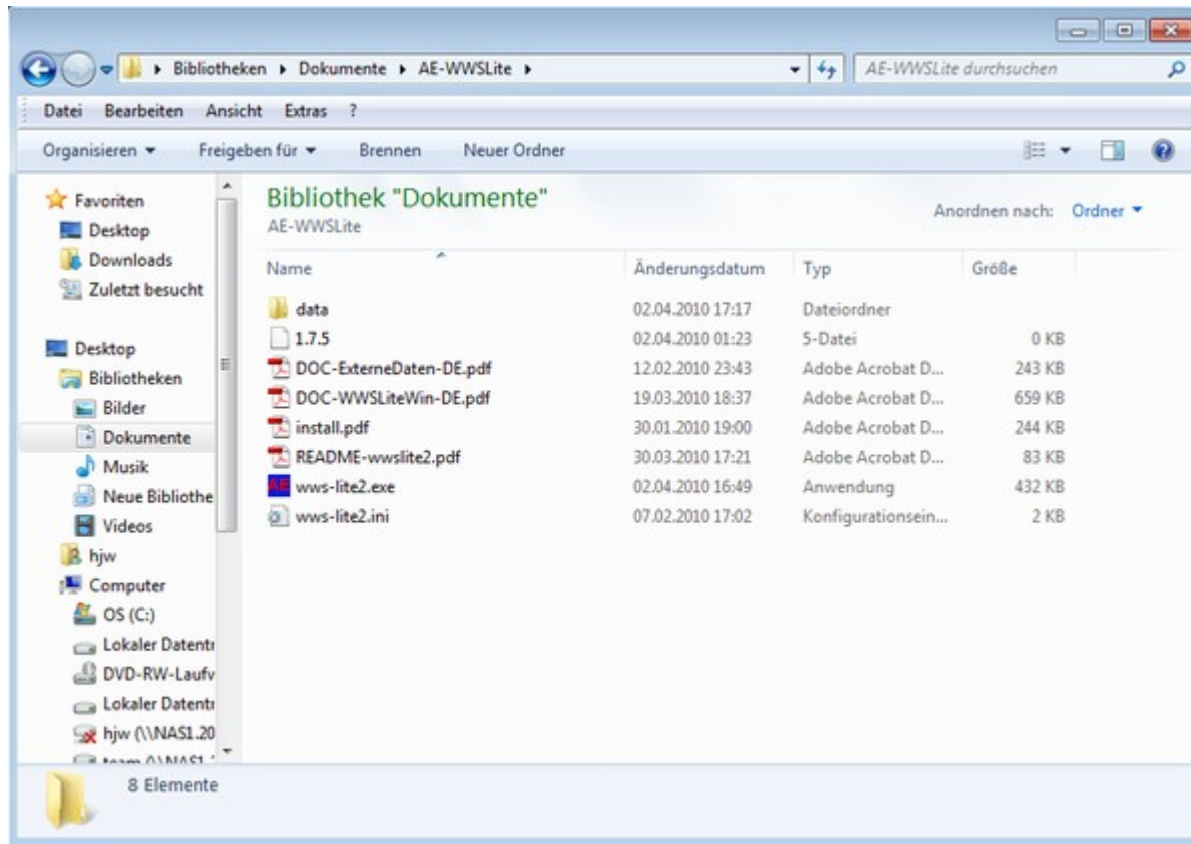 Bibliotheken Dokumente AE-WWSLite AE-WWSLite durchsuchen
Datei Bearbeiten Ansicht Extras ?
Organisieren Freigeben für Brennen Neuer Ordner
Favoriten
Desktop
Downloads
Zuletzt besucht
Desktop
Bibliotheken
Bilder
Dokumente
Musik
Neue Bibliothe
Videos
hjw
Computer
OS (C:)
Lokaler Datentr
DVD-RW-Laufv
Lokaler Datentr
hjw (\\NAS1.20
Bibliothek "Dokumente"
AE-WWSLite
Anordnen nach: Ordner
Name Änderungsdatum Typ Größe
data 02.04.2010 17:17 Dateiordner
1.7.5 02.04.2010 01:23 5-Datei 0 KB
DOC-ExterneDaten-DE.pdf 12.02.2010 23:43 Adobe Acrobat D... 243 KB
DOC-WWSLiteWin-DE.pdf 19.03.2010 18:37 Adobe Acrobat D... 659 KB
install.pdf 30.01.2010 19:00 Adobe Acrobat D... 244 KB
README-wwslite2.pdf 30.03.2010 17:21 Adobe Acrobat D... 83 KB
AE wws-lite2.exe 02.04.2010 16:49 Anwendung 432 KB
wws-lite2.ini 07.02.2010 17:02 Konfigurationsein... 2 KB
8 Elemente